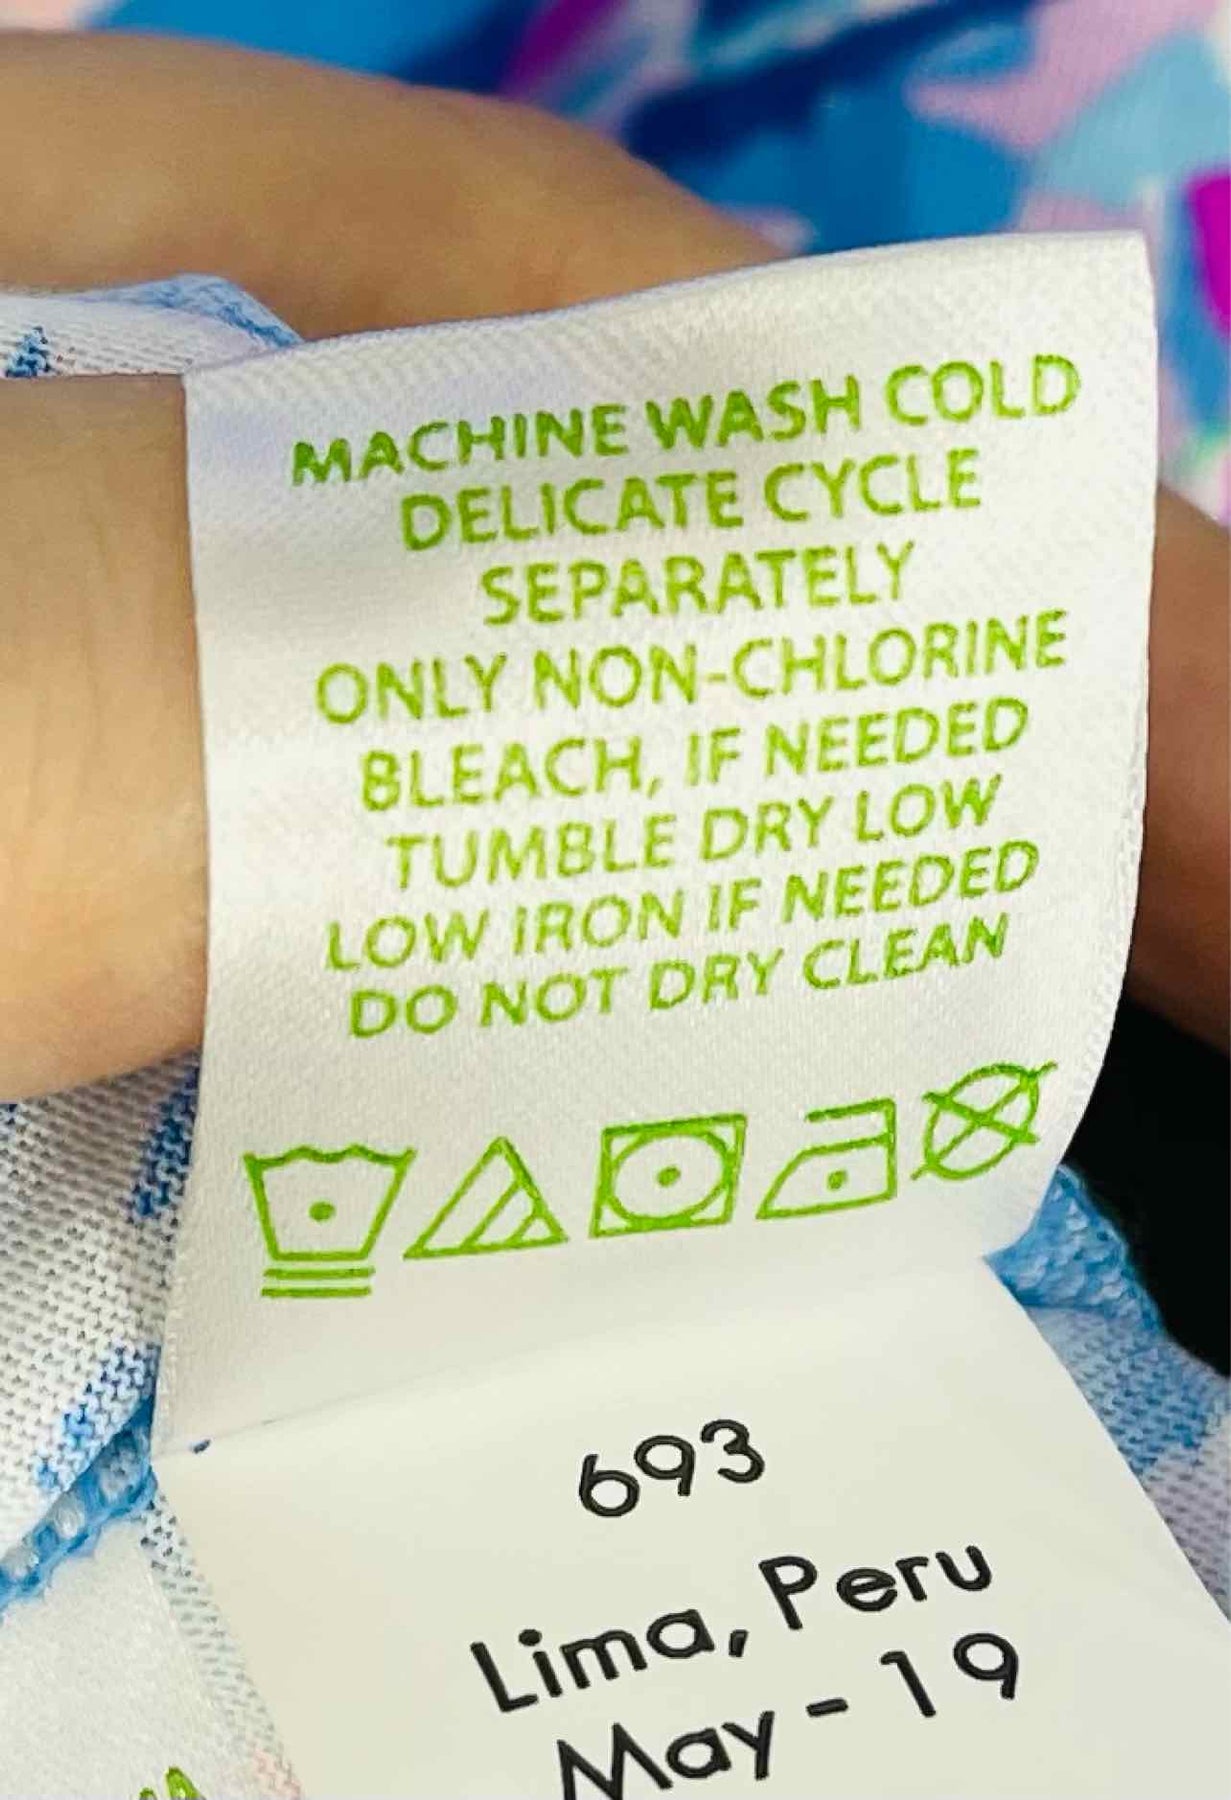 MACHINE WASH COLD
DELICATE CYCLE
SEPARATELY
ONLY NON-CHLORINE
BLEACH, IF NEEDED
TUMBLE DRY LOW
LOW IRON IF NEEDED
DO NOT DRY CLEAN
693
Lima, Peru
May - 19